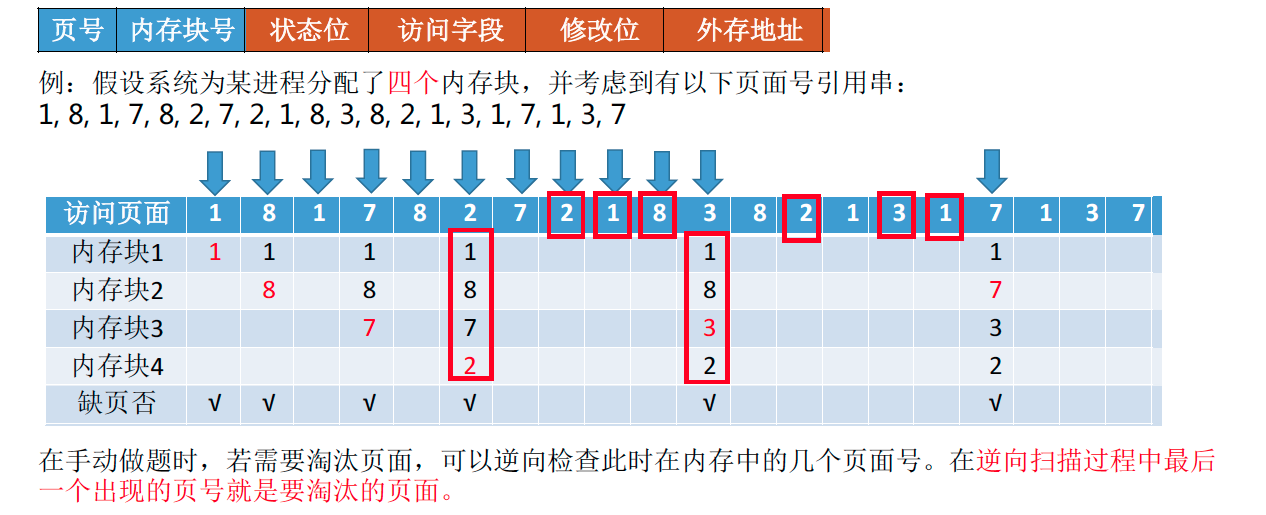 页号 内存块号 状态位 访问字段 修改位 外存地址
例：假设系统为某进程分配了四个内存块，并考虑到有以下页面号引用串：
1, 8, 1, 7, 8, 2, 7, 2, 1, 8, 3, 8, 2, 1, 3, 1, 7, 1, 3, 7
访问页面 1 8 1 7 8 2 7 2 1 8 3 8 2 1 3 1 7 1 3 7
内存块1 1 1 1 1 1 1
内存块2 8 8 8 8 7
内存块3 7 7 3 3
内存块4 2 2 2
缺页否 √ √ √ √ √ √
在手动做题时，若需要淘汰页面，可以逆向检查此时在内存中的几个页面号。在逆向扫描过程中最后
一个出现的页号就是要淘汰的页面。